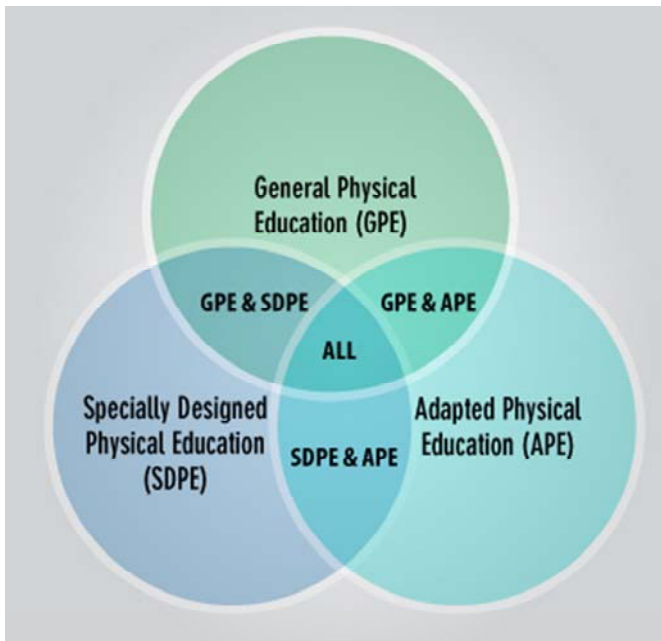 General Physical
Education (GPE)
GPE & SDPE
GPE & APE
ALL
Specially Designed
Physical Education
(SDPE)
Adapted Physical
Education (APE)
SDPE & APE